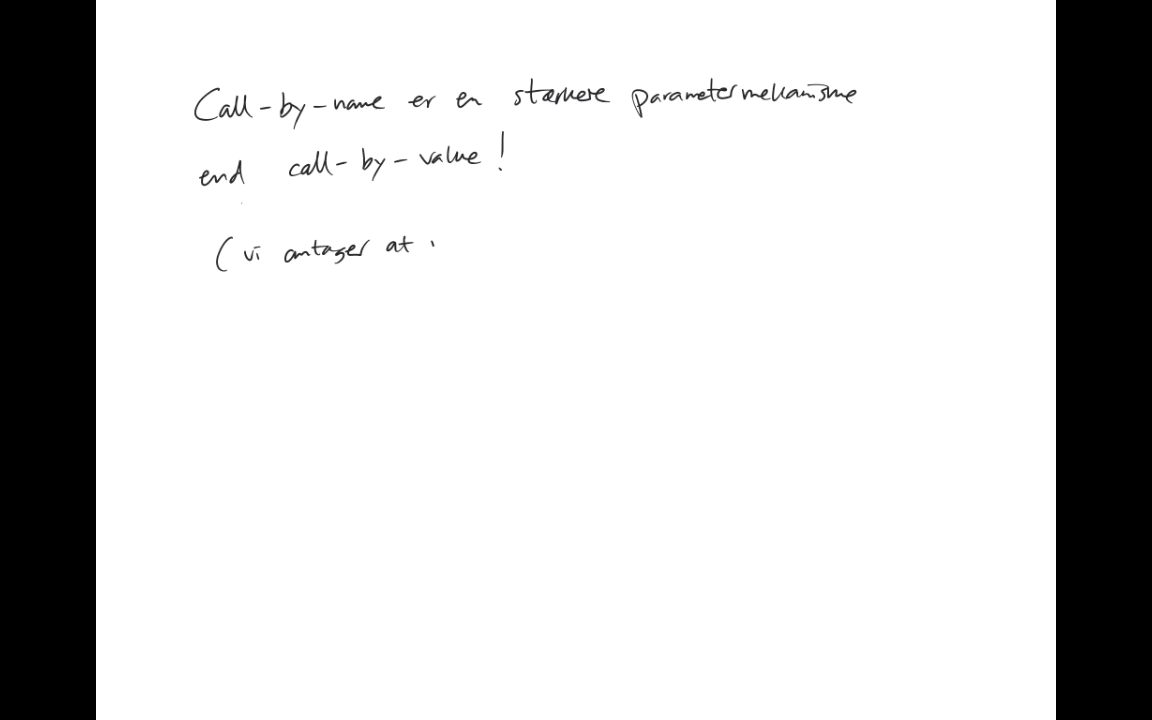 Call-by-name er en stærkere parametermekanisme
end call-by-value!
(vi antager at